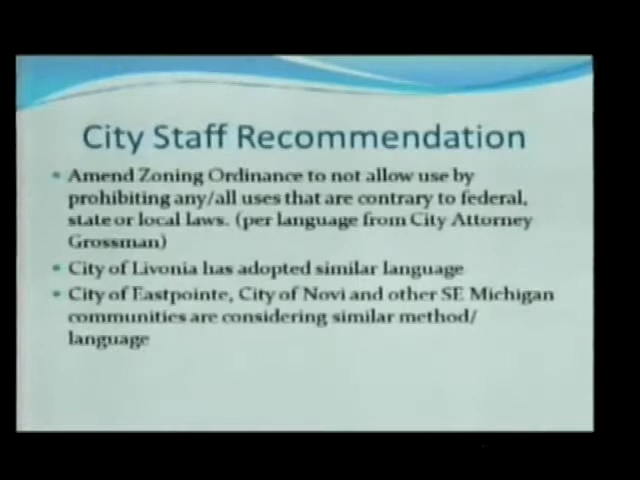 City Staff Recommendation
• Amend Zoning Ordinance to not allow use by
prohibiting any/all uses that are contrary to federal,
state or local laws. (per language from City Attorney
Grossman)
• City of Livonia has adopted similar language
• City of Eastpointe, City of Novi and other SE Michigan
communities are considering similar method/
language